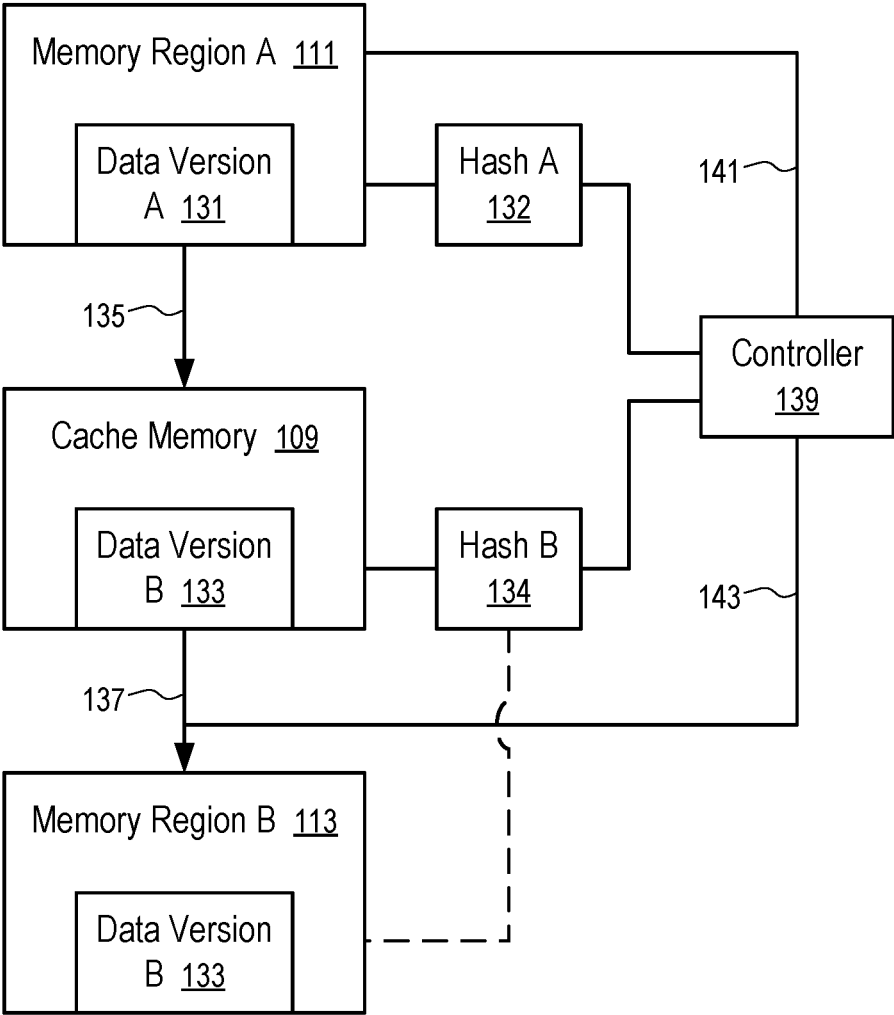 Memory Region A 111
Data Version
A 131
Hash A
132
141
135
Controller
139
Cache Memory 109
Data Version
B 133
Hash B
134
143
137
Memory Region B 113
Data Version
B 133